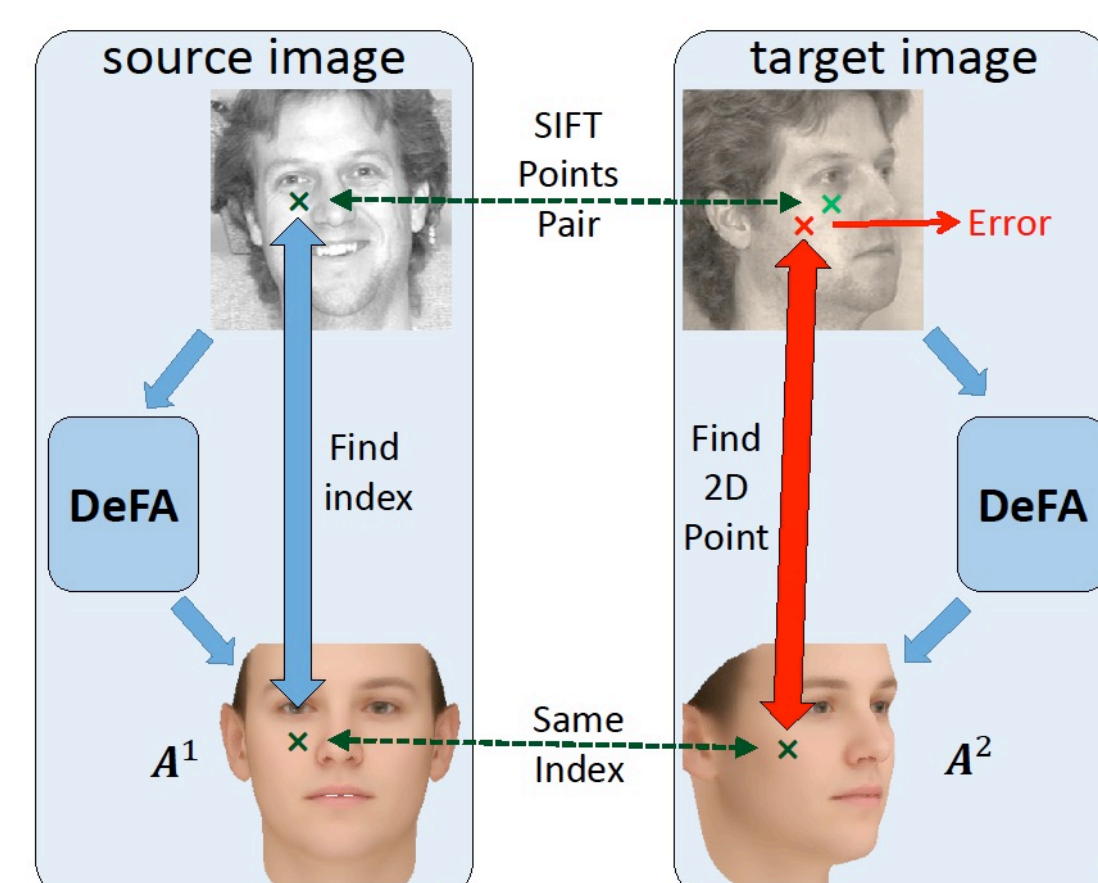 source image
target image
SIFT
Points
Pair
Error
Find
index
Find
2D
Point
DeFA
DeFA
Same
Index
A¹
A²